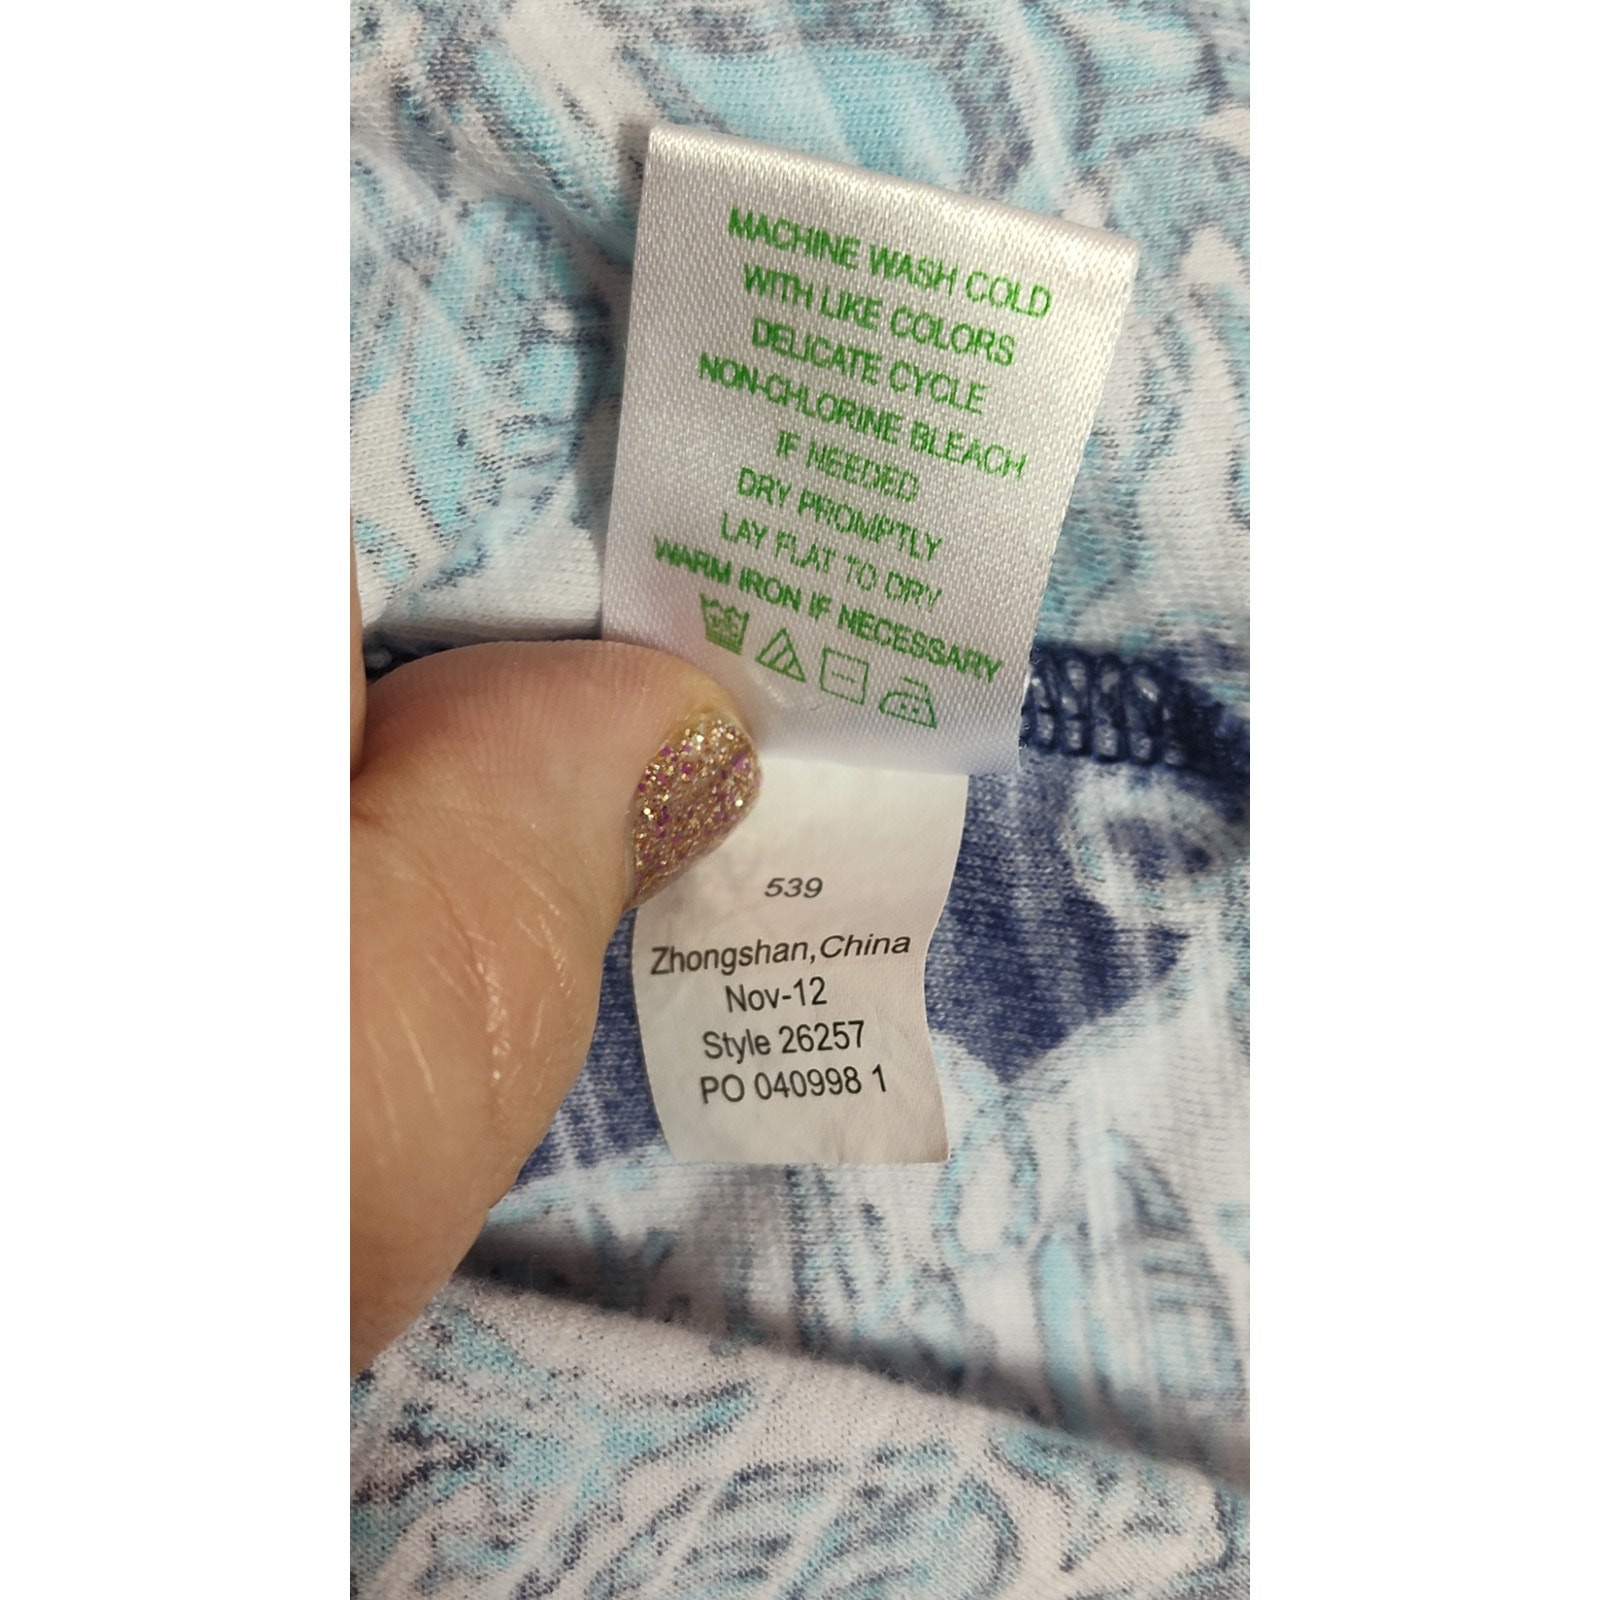 MACHINE WASH COLD
WITH LIKE COLORS
DELICATE CYCLE
NON-CHLORINE BLEACH
IF NEEDED
DRY PROMPTLY
LAY FLAT TO DRY
WARM IRON IF NECESSARY
539
Zhongshan,China
Nov-12
Style 26257
PO 040998 1